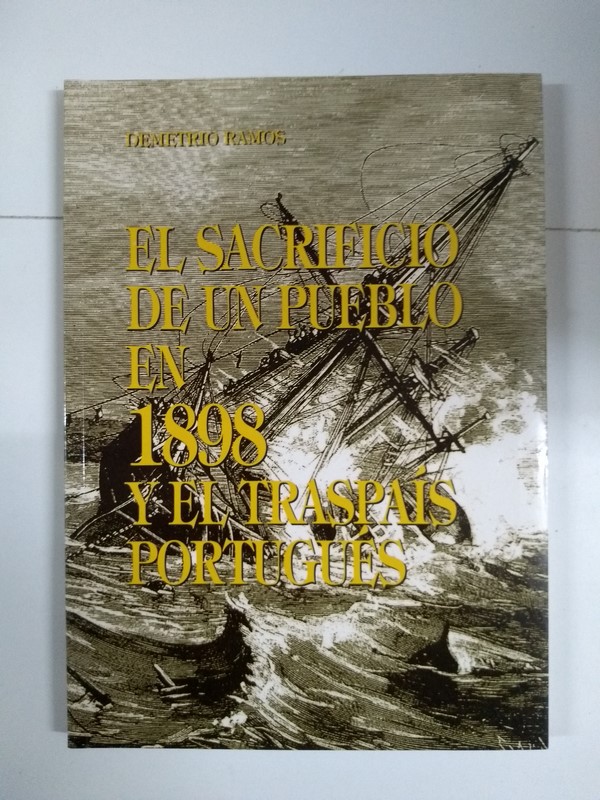 DEMETRIO RAMOS
EL SACRIFICIO
DE UN PUEBLO
EN
1898
Y EL TRASPAÍS
PORTUGUÉS